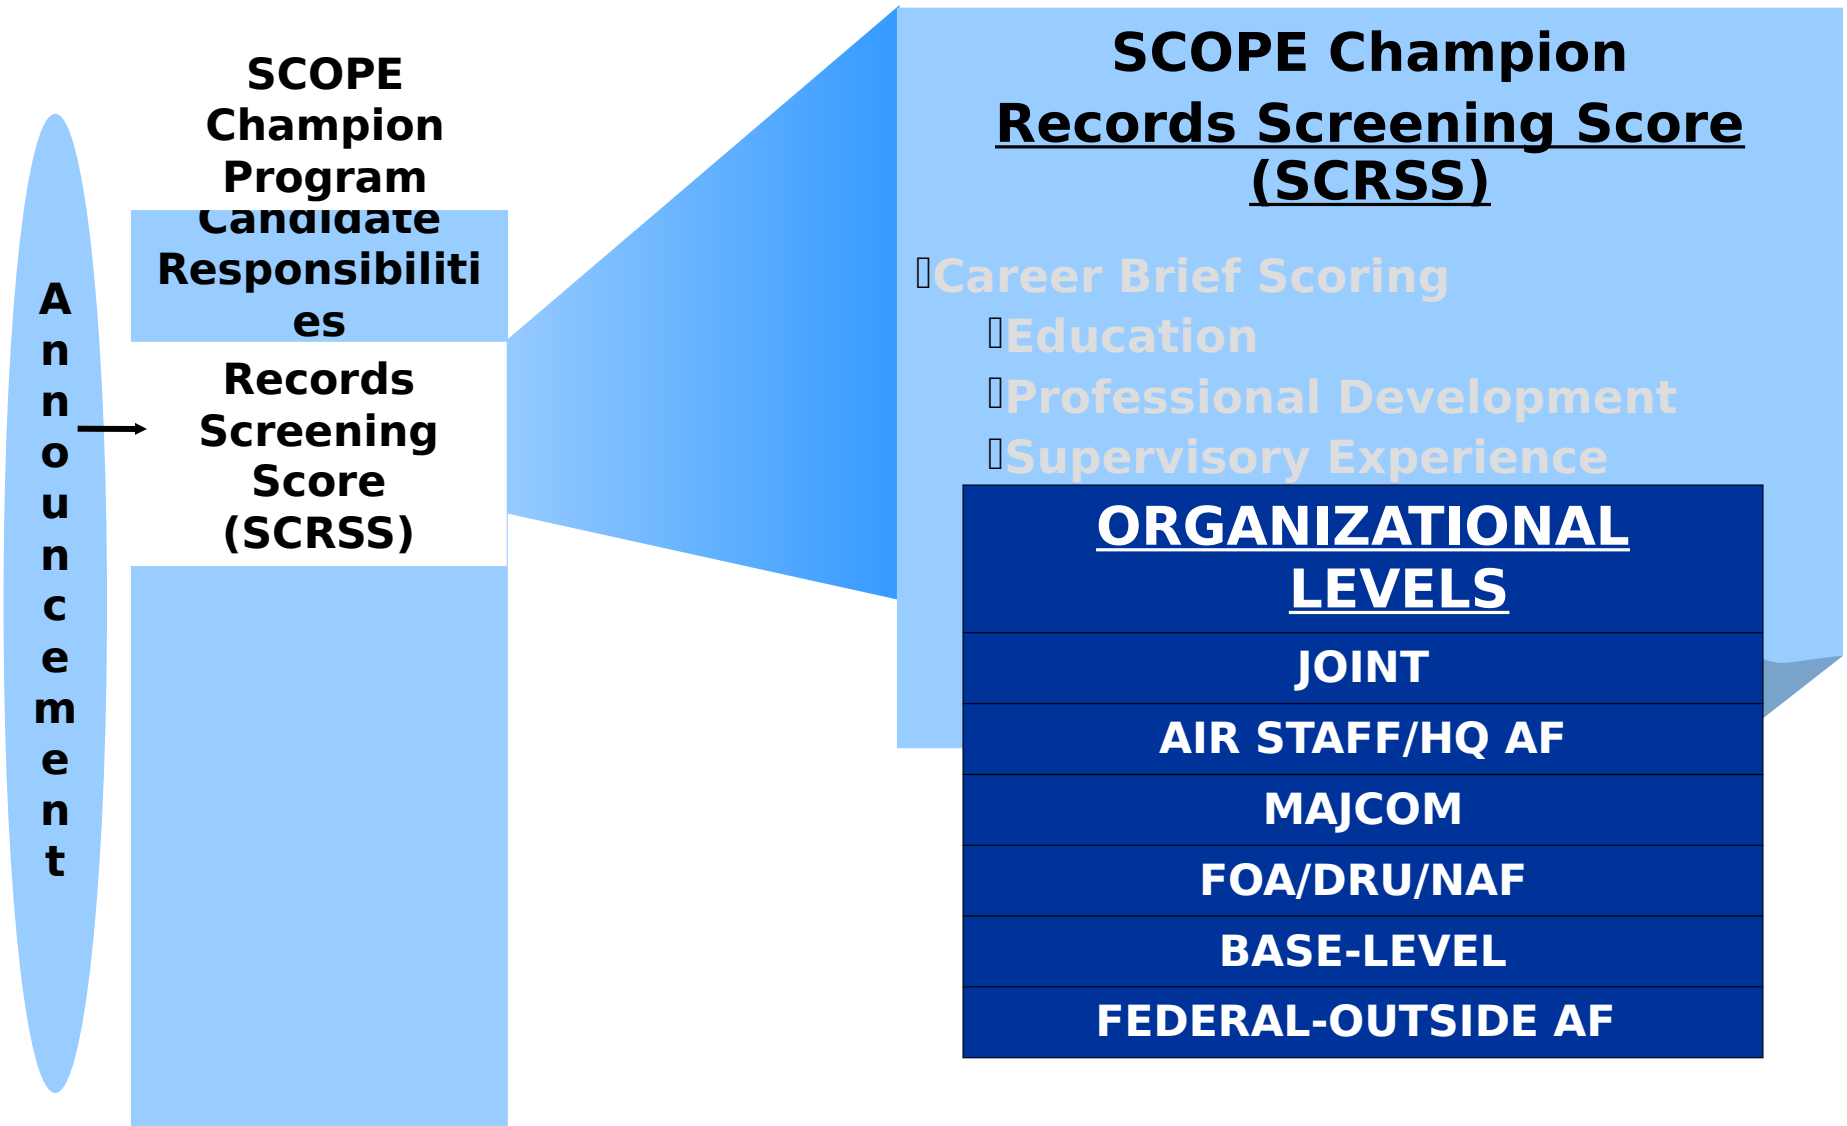 Announcement
SCOPE
Champion
Program
Candidate
Responsibiliti
es
Records
Screening
Score
(SCRSS)
SCOPE Champion
Records Screening Score
(SCRSS)
Career Brief Scoring
Education
Professional Development
Supervisory Experience
ORGANIZATIONAL
LEVELS
JOINT
AIR STAFF/HQ AF
MAJCOM
FOA/DRU/NAF
BASE-LEVEL
FEDERAL-OUTSIDE AF